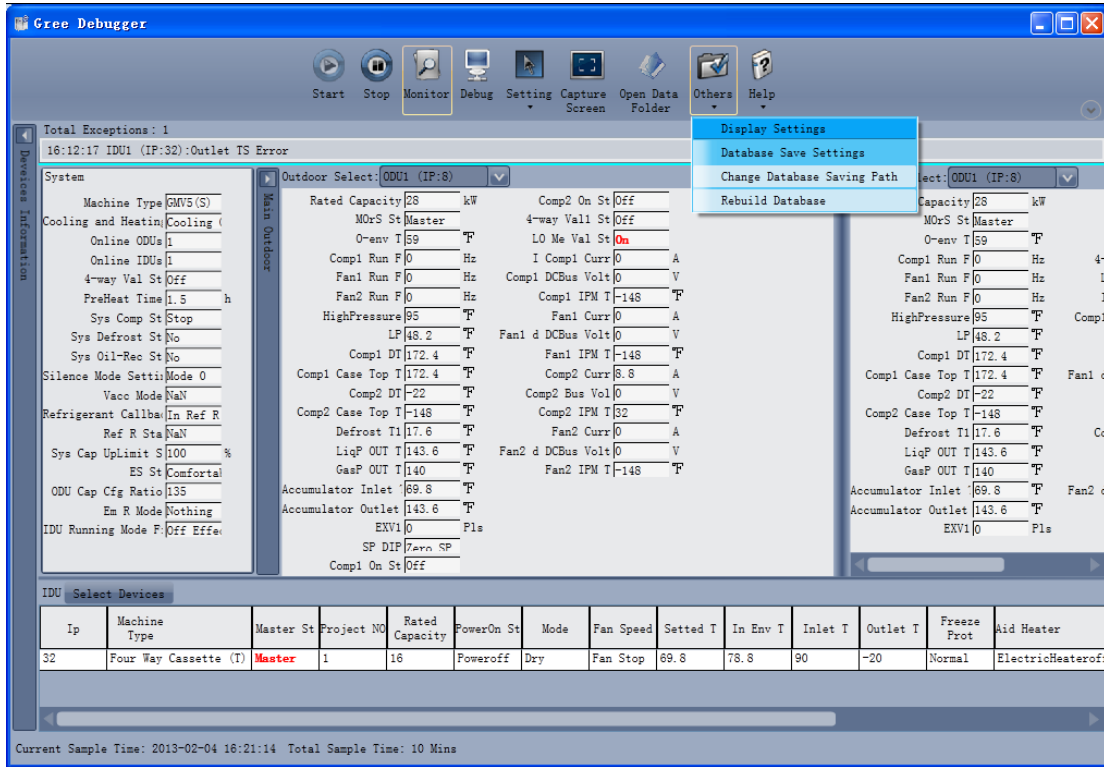 Gree Debugger
Start Stop Monitor Debug Setting Capture Screen Open Data Folder Others Help
Display Settings
Database Save Settings
Change Database Saving Path
Rebuild Database
Total Exceptions: 1
16:12:17 IDU1 (IP:32):Outlet TS Error
Deveices Information
System
Machine Type GMV5(S)
Cooling and Heatin Cooling (
Online ODUs 1
Online IDUs 1
4-way Val St Off
PreHeat Time 1.5 h
Sys Comp St Stop
Sys Defrost St No
Sys Oil-Rec St No
Silence Mode Setti Mode 0
Vacc Mode NaN
Refrigerant Callba In Ref R
Ref R Sta NaN
Sys Cap UpLimit S 100 %
ES St Comfortal
ODU Cap Cfg Ratio 135
Em R Mode Nothing
IDU Running Mode F: Off Effec
Main Outdoor
Outdoor Select: ODU1 (IP:8)
Rated Capacity 28 kW Comp2 On St Off
MOrS St Master 4-way Val1 St Off
O-env T 59 ℉ LO Me Val St On
Comp1 Run F 0 Hz I Comp1 Curr 0 A
Fan1 Run F 0 Hz Comp1 DCBus Volt 0 V
Fan2 Run F 0 Hz Comp1 IPM T -148 ℉
HighPressure 95 ℉ Fan1 Curr 0 A
LP 48.2 ℉ Fan1 d DCBus Volt 0 V
Comp1 DT 172.4 ℉ Fan1 IPM T -148 ℉
Comp1 Case Top T 172.4 ℉ Comp2 Curr 8.8 A
Comp2 DT -22 ℉ Comp2 Bus Vol 0 V
Comp2 Case Top T -148 ℉ Comp2 IPM T 32 ℉
Defrost T1 17.6 ℉ Fan2 Curr 0 A
LiqP OUT T 143.6 ℉ Fan2 d DCBus Volt 0 V
GasP OUT T 140 ℉ Fan2 IPM T -148 ℉
Accumulator Inlet 69.8 ℉
Accumulator Outlet 143.6 ℉
EXV1 0 Pls
SP DIP Zero SP
Comp1 On St Off
lect: ODU1 (IP:8)
Capacity 28 kW
MOrS St Master
O-env T 59 ℉
Comp1 Run F 0 Hz 4-
Fan1 Run F 0 Hz
Fan2 Run F 0 Hz
HighPressure 95 ℉ Comp1
LP 48.2 ℉
Comp1 DT 172.4 ℉
Comp1 Case Top T 172.4 ℉ Fan1 d
Comp2 DT -22 ℉
Comp2 Case Top T -148 ℉
Defrost T1 17.6 ℉ Co
LiqP OUT T 143.6 ℉
GasP OUT T 140 ℉
Accumulator Inlet 69.8 ℉ Fan2 d
Accumulator Outlet 143.6 ℉
EXV1 0 Pls
IDU Select Devices
Ip Machine Type Master St Project NO Rated Capacity PowerOn St Mode Fan Speed Setted T In Env T Inlet T Outlet T Freeze Prot Aid Heater
32 Four Way Cassette (T) Master 1 16 Poweroff Dry Fan Stop 69.8 78.8 90 -20 Normal ElectricHeaterof
Current Sample Time: 2013-02-04 16:21:14 Total Sample Time: 10 Mins